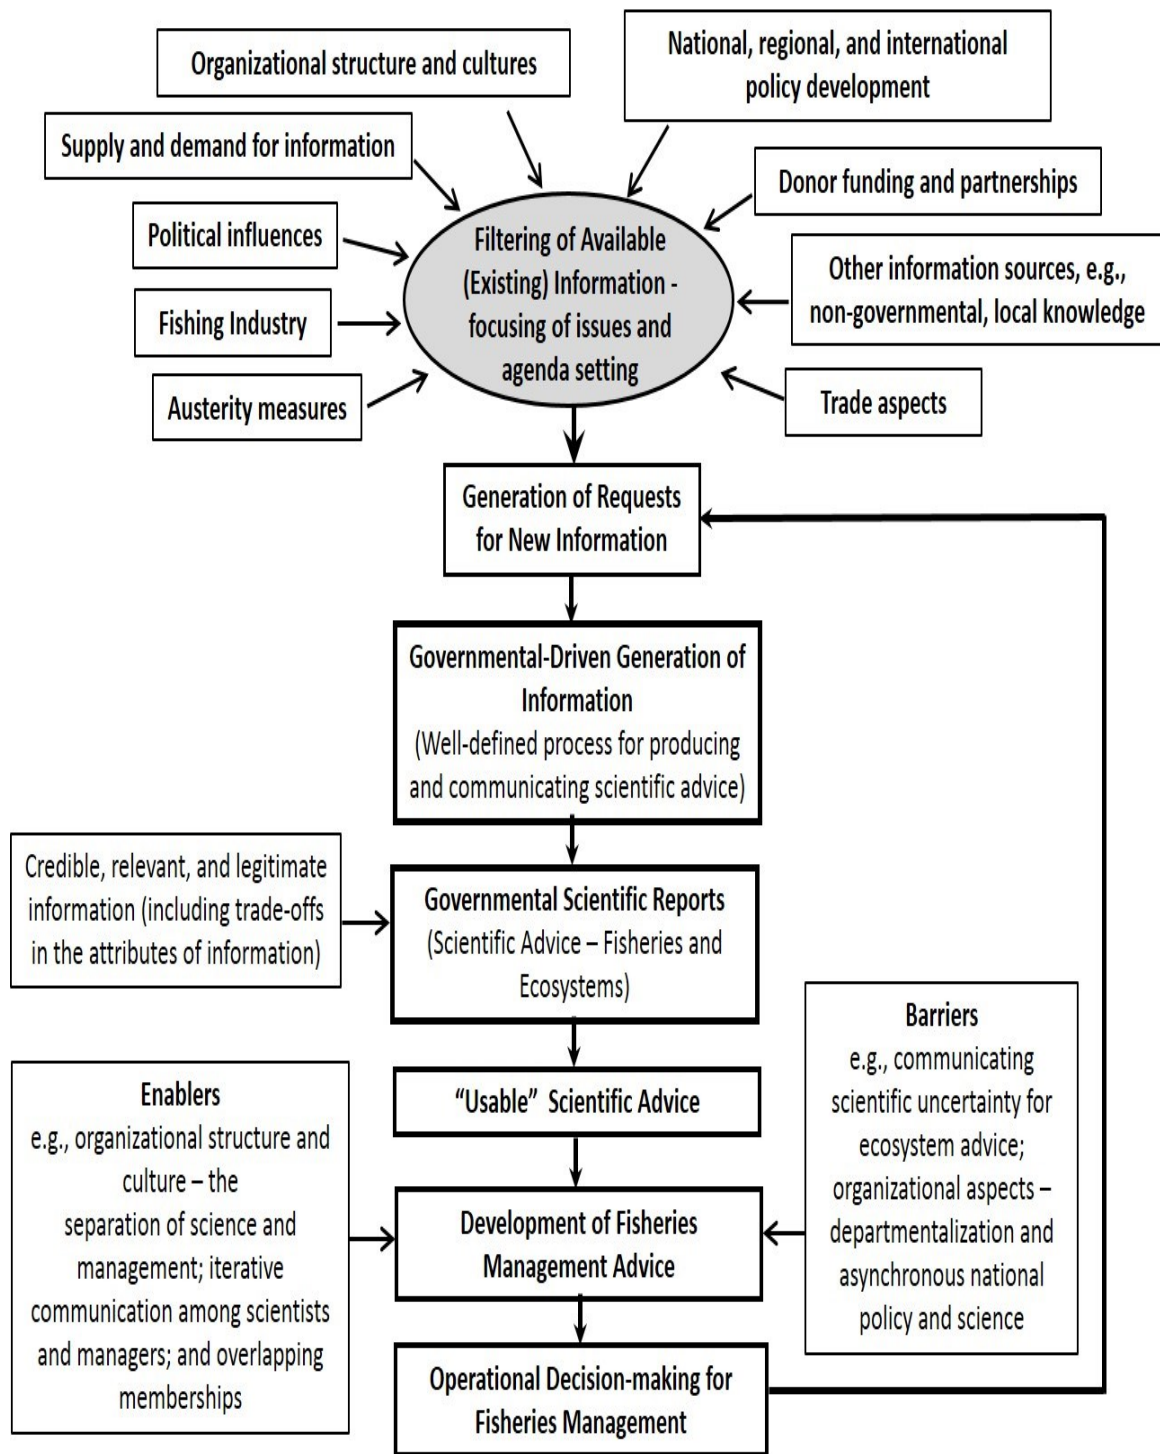 Organizational structure and cultures
National, regional, and international
policy development
Supply and demand for information
Donor funding and partnerships
Political influences
Filtering of Available
(Existing) Information -
focusing of issues and
agenda setting
Other information sources, e.g.,
non-governmental, local knowledge
Fishing Industry
Austerity measures
Trade aspects
Generation of Requests
for New Information
Governmental-Driven Generation of
Information
(Well-defined process for producing
and communicating scientific advice)
Credible, relevant, and legitimate
information (including trade-offs
in the attributes of information)
Governmental Scientific Reports
(Scientific Advice – Fisheries and
Ecosystems)
“Usable” Scientific Advice
Enablers
e.g., organizational structure and
culture – the
separation of science and
management; iterative
communication among scientists
and managers; and overlapping
memberships
Development of Fisheries
Management Advice
Barriers
e.g., communicating
scientific uncertainty for
ecosystem advice;
organizational aspects –
departmentalization and
asynchronous national
policy and science
Operational Decision-making for
Fisheries Management